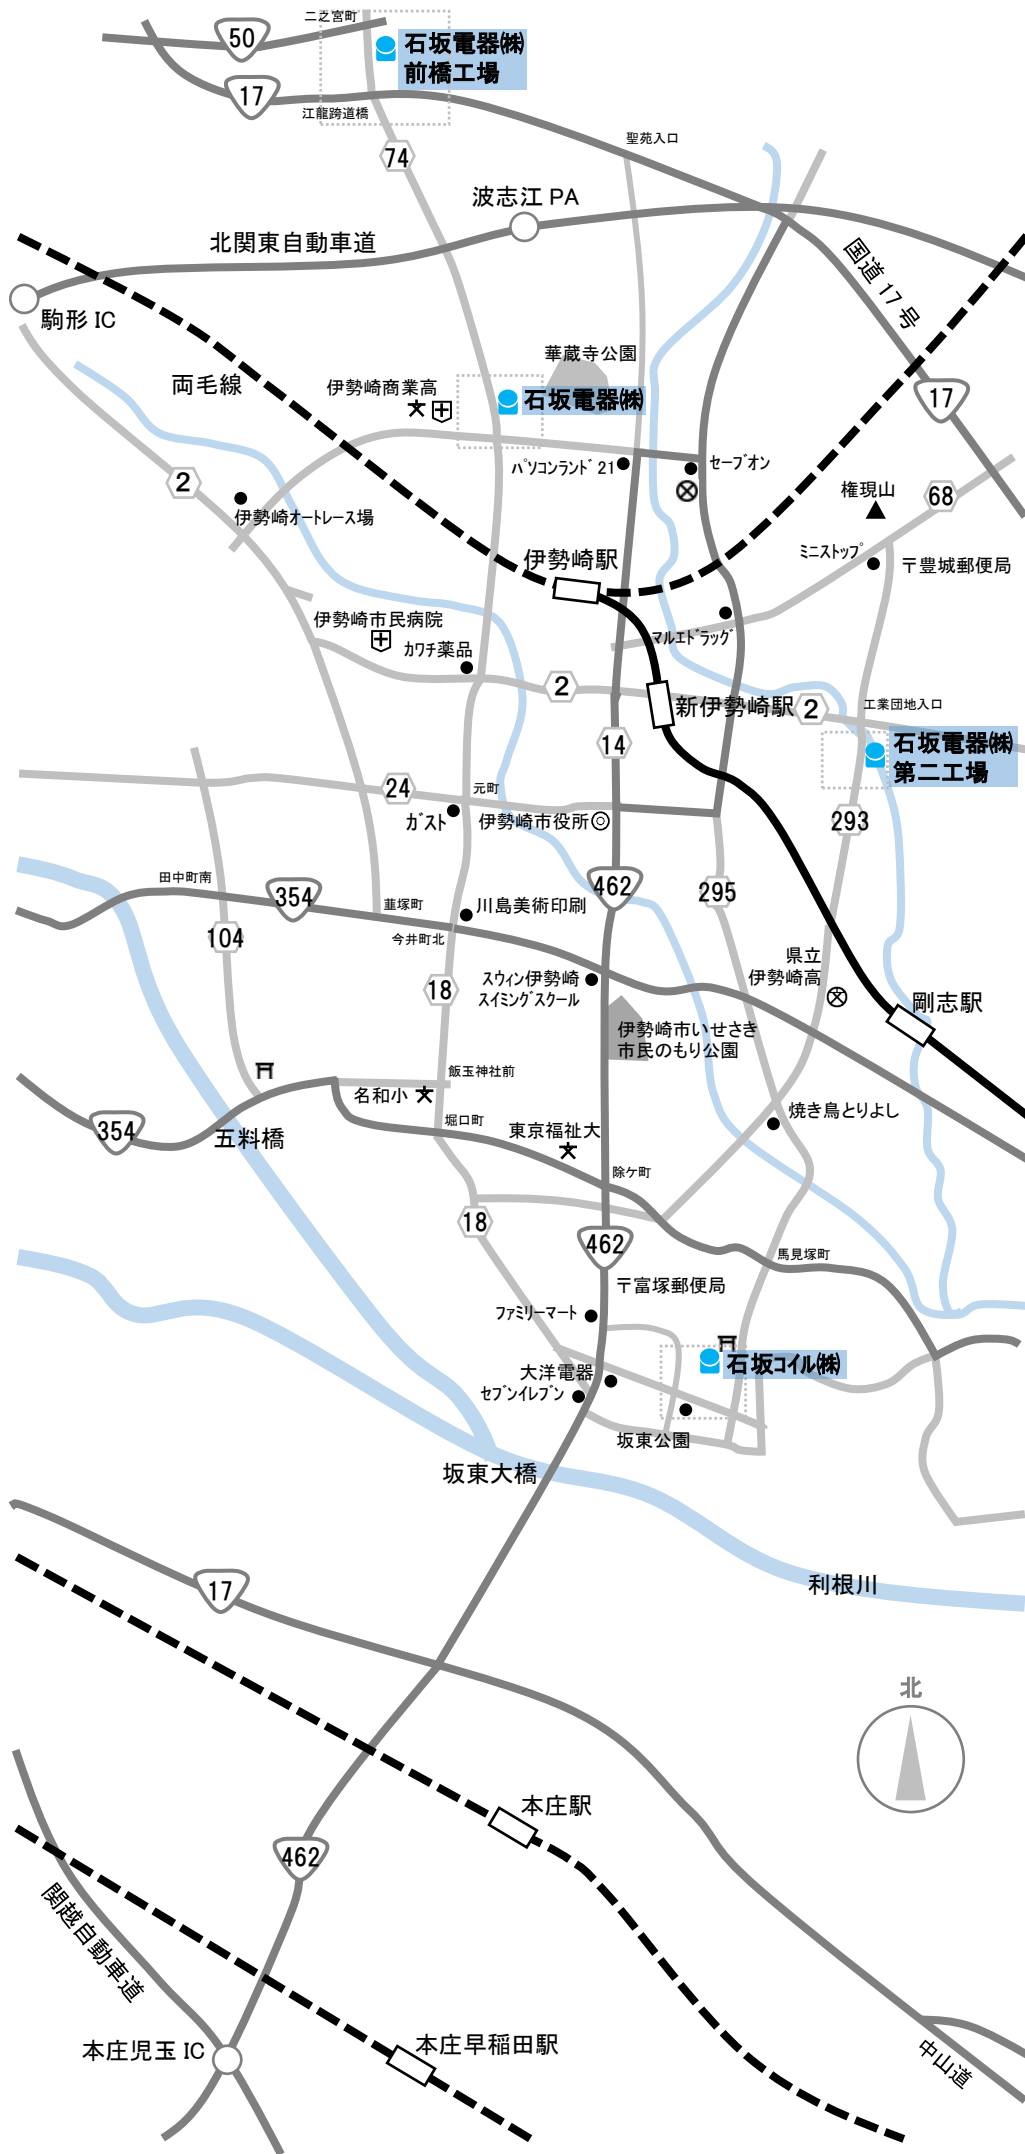 二之宮町
50
石坂電器㈱
前橋工場
17
江龍跨道橋
聖苑入口
74
波志江 PA
北関東自動車道
国道 17 号
駒形 IC
華蔵寺公園
両毛線
伊勢崎商業高
石坂電器㈱
17
パソコンランド 21
セーブオン
2
権現山
68
伊勢崎オートレース場
ミニストップ
伊勢崎駅
〒豊城郵便局
伊勢崎市民病院
カワチ薬品
マルエドラッグ
2
新伊勢崎駅
2
工業団地入口
14
石坂電器㈱
第二工場
24
元町
ガスト
伊勢崎市役所
293
田中町南
354
韮塚町
462
295
川島美術印刷
104
今井町北
県立
伊勢崎高
18
スウィン伊勢崎
スイミングスクール
剛志駅
伊勢崎市いせさき
市民のもり公園
飯玉神社前
名和小
焼き鳥とりよし
354
五料橋
堀口町
東京福祉大
除ケ町
18
462
馬見塚町
〒富塚郵便局
ファミリーマート
石坂コイル㈱
大洋電器
セブンイレブン
坂東公園
坂東大橋
17
利根川
北
本庄駅
462
関越自動車道
本庄児玉 IC
本庄早稲田駅
中山道